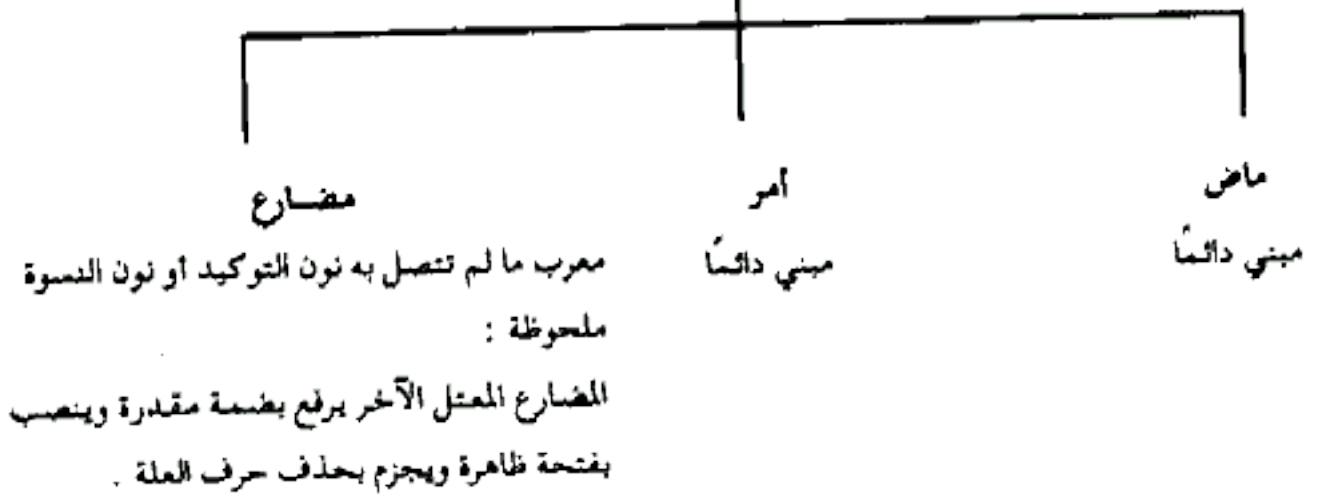 ماض
مبني دائمًا
أمر
مبني دائمًا
مضارع
معرب ما لم تتصل به نون التوكيد أو نون النسوة
ملحوظة :
المضارع المعتل الآخر يرفع بضمة مقدرة وينصب
بفتحة ظاهرة ويجزم بحذف حرف العلة .